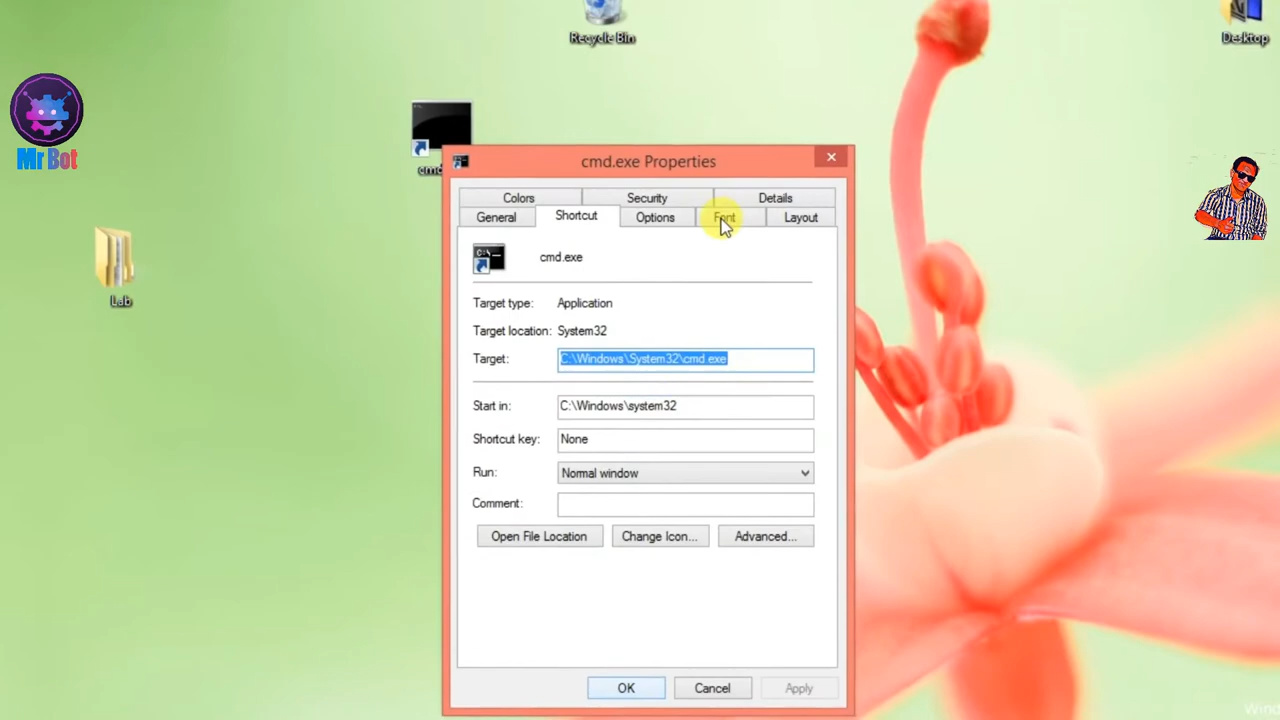 Recycle Bin
Desktop
Mr Bot
cmd
cmd.exe Properties
Colors Security Details
General Shortcut Options Font Layout
cmd.exe
Target type: Application
Target location: System32
Target: C:\Windows\System32\cmd.exe
Start in: C:\Windows\system32
Shortcut key: None
Run: Normal window
Comment:
Open File Location Change Icon... Advanced...
Lab
OK Cancel Apply
Wind